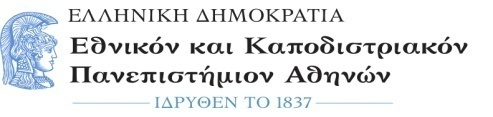 ΕΛΛΗΝΙΚΗ ΔΗΜΟΚΡΑΤΙΑ
Εθνικόν και Καποδιστριακόν
Πανεπιστήμιον Αθηνών
ΙΔΡΥΘΕΝ ΤΟ 1837